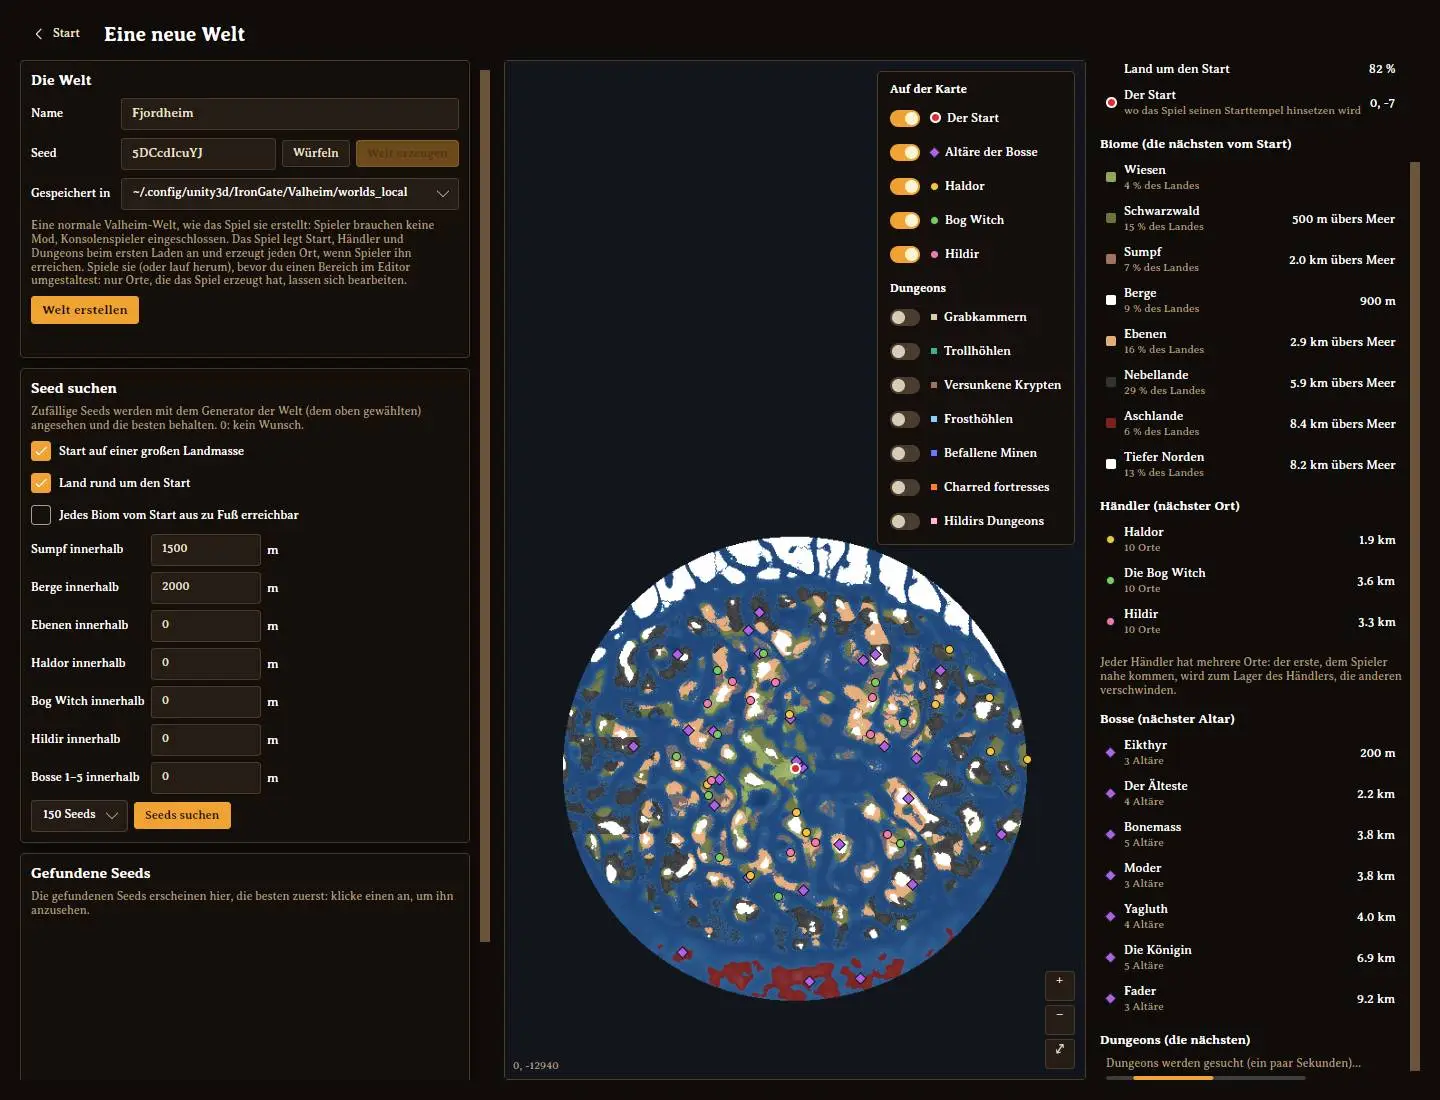 Start
Eine neue Welt
Die Welt
Name
Fjordheim
Seed
5DCcdIcuYJ
Würfeln
Welt erzeugen
Gespeichert in
~/.config/unity3d/IronGate/Valheim/worlds_local
Eine normale Valheim-Welt, wie das Spiel sie erstellt: Spieler brauchen keine
Mod, Konsolenspieler eingeschlossen. Das Spiel legt Start, Händler und
Dungeons beim ersten Laden an und erzeugt jeden Ort, wenn Spieler ihn
erreichen. Spiele sie (oder lauf herum), bevor du einen Bereich im Editor
umgestaltest: nur Orte, die das Spiel erzeugt hat, lassen sich bearbeiten.
Welt erstellen
Seed suchen
Zufällige Seeds werden mit dem Generator der Welt (dem oben gewählten)
angesehen und die besten behalten. 0: kein Wunsch.
Start auf einer großen Landmasse
Land rund um den Start
Jedes Biom vom Start aus zu Fuß erreichbar
Sumpf innerhalb 1500 m
Berge innerhalb 2000 m
Ebenen innerhalb 0 m
Haldor innerhalb 0 m
Bog Witch innerhalb 0 m
Hildir innerhalb 0 m
Bosse 1–5 innerhalb 0 m
150 Seeds
Seeds suchen
Gefundene Seeds
Die gefundenen Seeds erscheinen hier, die besten zuerst: klicke einen an, um ihn
anzusehen.
Auf der Karte
Der Start
Altäre der Bosse
Haldor
Bog Witch
Hildir
Dungeons
Grabkammern
Trollhöhlen
Versunkene Krypten
Frosthöhlen
Befallene Minen
Charred fortresses
Hildirs Dungeons
+
−
0, -12940
Land um den Start 82 %
Der Start
wo das Spiel seinen Starttempel hinsetzen wird 0, -7
Biome (die nächsten vom Start)
Wiesen
4 % des Landes
Schwarzwald
15 % des Landes
500 m übers Meer
Sumpf
7 % des Landes
2.0 km übers Meer
Berge
9 % des Landes
900 m
Ebenen
16 % des Landes
2.9 km übers Meer
Nebellande
29 % des Landes
5.9 km übers Meer
Aschlande
6 % des Landes
8.4 km übers Meer
Tiefer Norden
13 % des Landes
8.2 km übers Meer
Händler (nächster Ort)
Haldor
10 Orte
1.9 km
Die Bog Witch
10 Orte
3.6 km
Hildir
10 Orte
3.3 km
Jeder Händler hat mehrere Orte: der erste, dem Spieler
nahe kommen, wird zum Lager des Händlers, die anderen
verschwinden.
Bosse (nächster Altar)
Eikthyr
3 Altäre
200 m
Der Älteste
4 Altäre
2.2 km
Bonemass
5 Altäre
3.8 km
Moder
3 Altäre
3.8 km
Yagluth
4 Altäre
4.0 km
Die Königin
5 Altäre
6.9 km
Fader
3 Altäre
9.2 km
Dungeons (die nächsten)
Dungeons werden gesucht (ein paar Sekunden)...